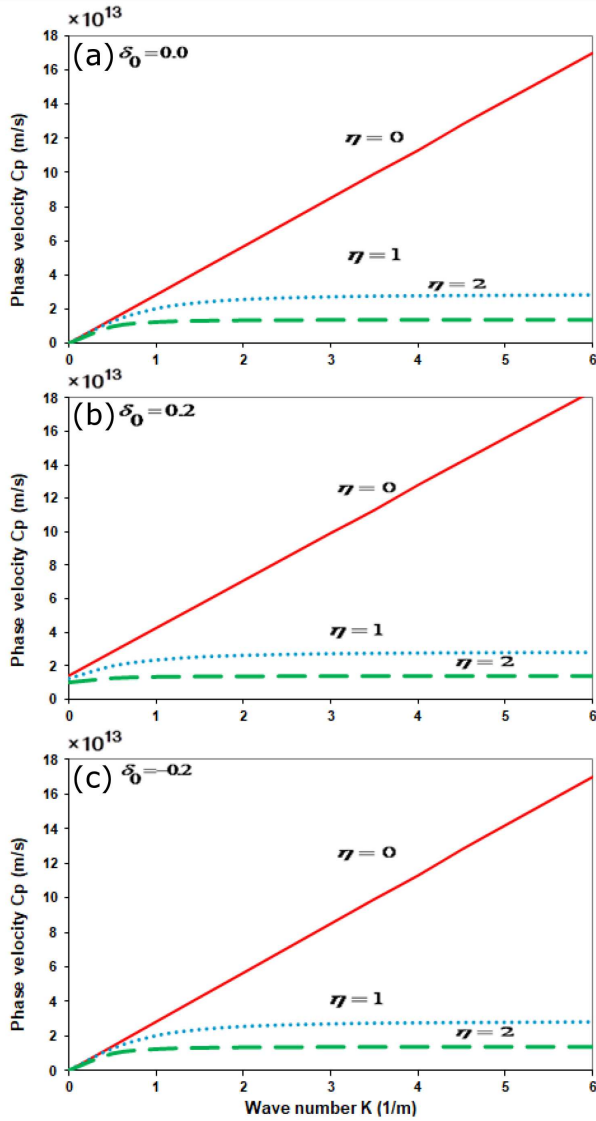 ×10¹³
(a) δ₀=0.0
Phase velocity Cp (m/s)
18
16
14
12
10
8
6
4
2
0
η=0
η=1
η=2
0 1 2 3 4 5 6
×10¹³
(b) δ₀=0.2
Phase velocity Cp (m/s)
18
16
14
12
10
8
6
4
2
0
η=0
η=1
η=2
0 1 2 3 4 5 6
×10¹³
(c) δ₀=−0.2
Phase velocity Cp (m/s)
18
16
14
12
10
8
6
4
2
0
η=0
η=1
η=2
0 1 2 3 4 5 6
Wave number K (1/m)